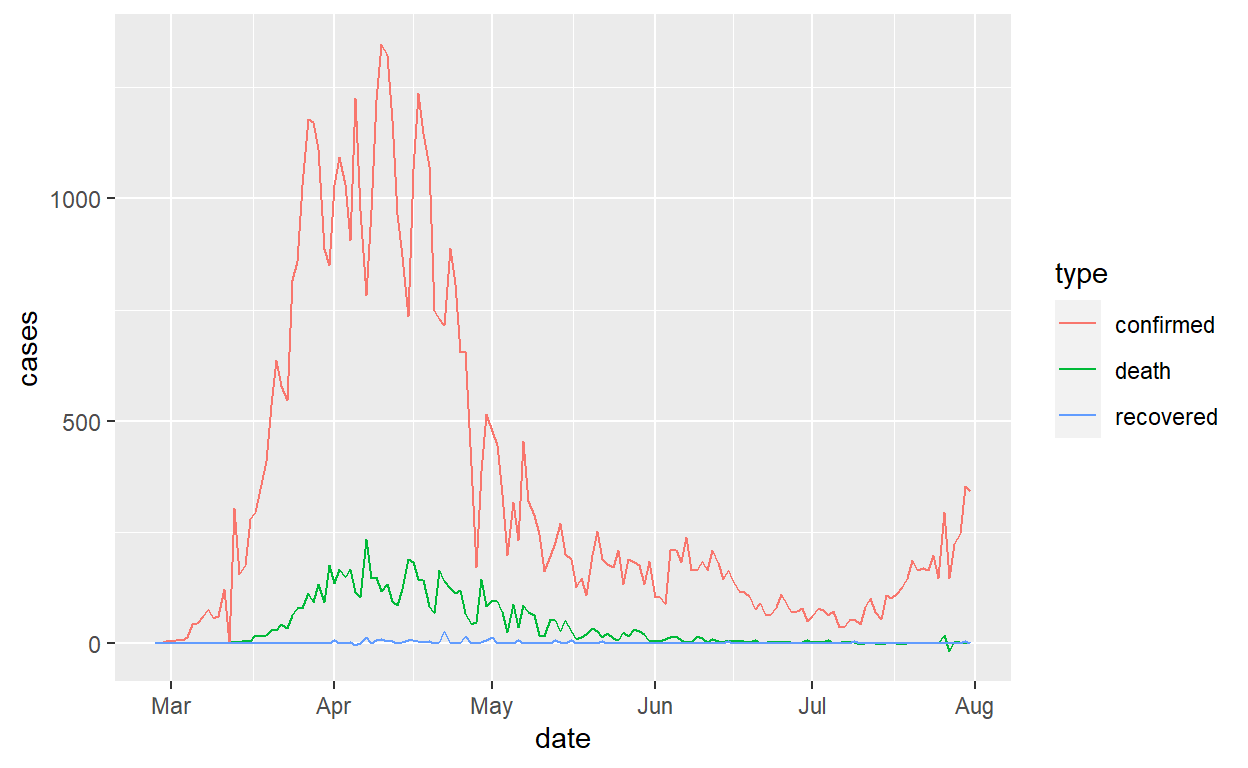 cases
1000
500
0
Mar Apr May Jun Jul Aug
date
type
confirmed
death
recovered